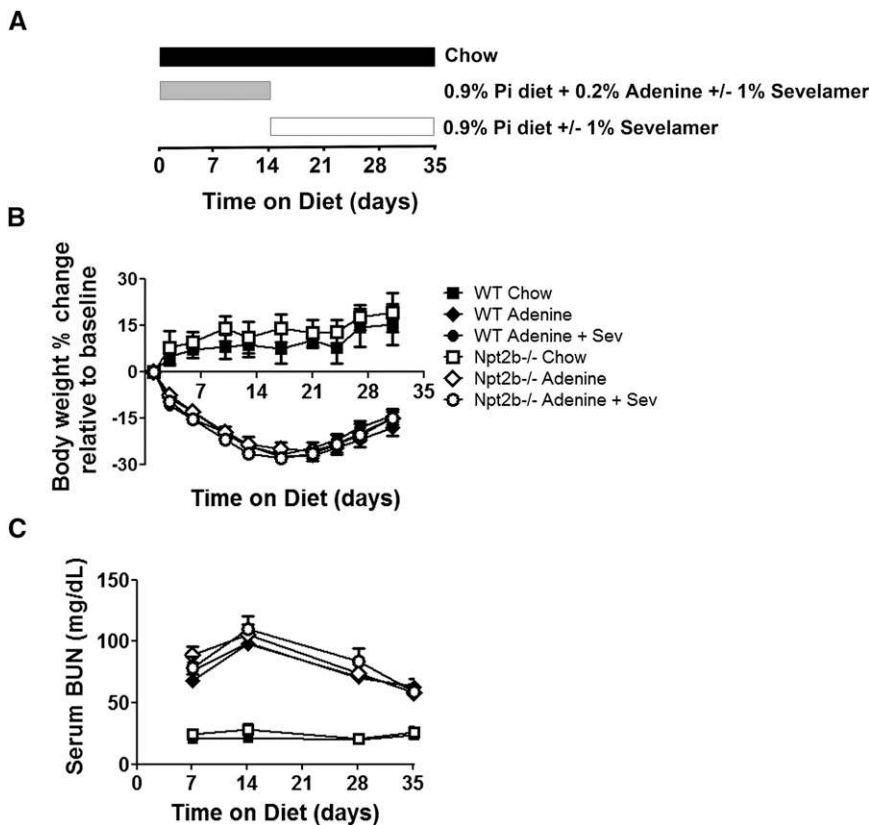 A
Chow
0.9% Pi diet + 0.2% Adenine +/- 1% Sevelamer
0.9% Pi diet +/- 1% Sevelamer
0 7 14 21 28 35
Time on Diet (days)
B
Body weight % change
relative to baseline
30
15
0
-15
-30
7 14 21 28 35
Time on Diet (days)
WT Chow
WT Adenine
WT Adenine + Sev
Npt2b-/- Chow
Npt2b-/- Adenine
Npt2b-/- Adenine + Sev
C
Serum BUN (mg/dL)
150
100
50
0
0 7 14 21 28 35
Time on Diet (days)